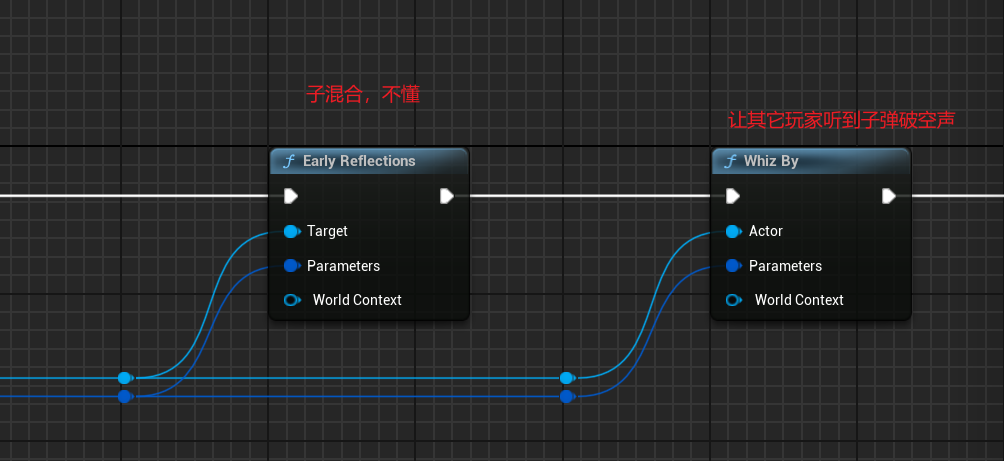 子混合，不懂
让其它玩家听到子弹破空声
Early Reflections
Whiz By
Target
Actor
Parameters
Parameters
World Context
World Context